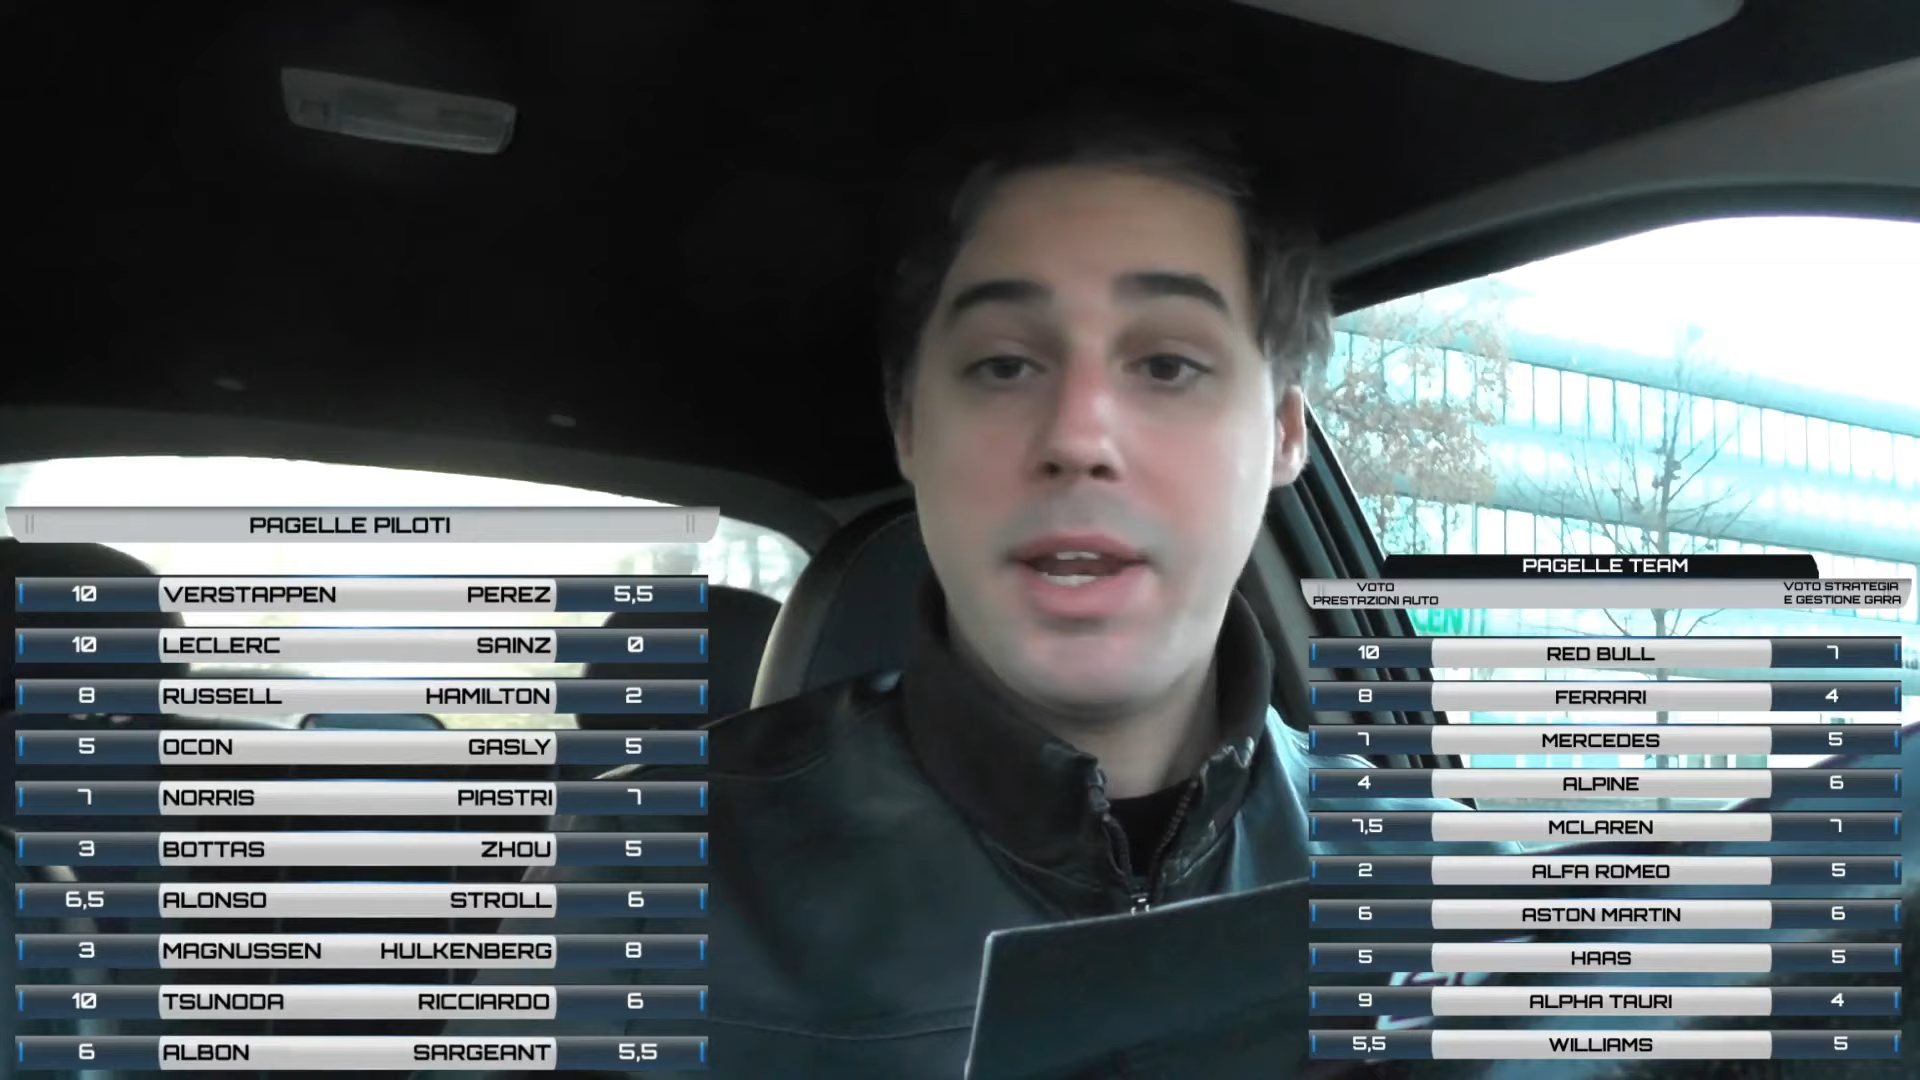 PAGELLE PILOTI
10 VERSTAPPEN PEREZ 5,5
10 LECLERC SAINZ 0
8 RUSSELL HAMILTON 2
5 OCON GASLY 5
7 NORRIS PIASTRI 7
3 BOTTAS ZHOU 5
6,5 ALONSO STROLL 6
3 MAGNUSSEN HULKENBERG 8
10 TSUNODA RICCIARDO 6
6 ALBON SARGEANT 5,5
PAGELLE TEAM
VOTO VOTO STRATEGIA
PRESTAZIONI AUTO E GESTIONE GARA
10 RED BULL 7
8 FERRARI 4
7 MERCEDES 5
4 ALPINE 6
7,5 MCLAREN 7
2 ALFA ROMEO 5
6 ASTON MARTIN 6
5 HAAS 5
9 ALPHA TAURI 4
5,5 WILLIAMS 5